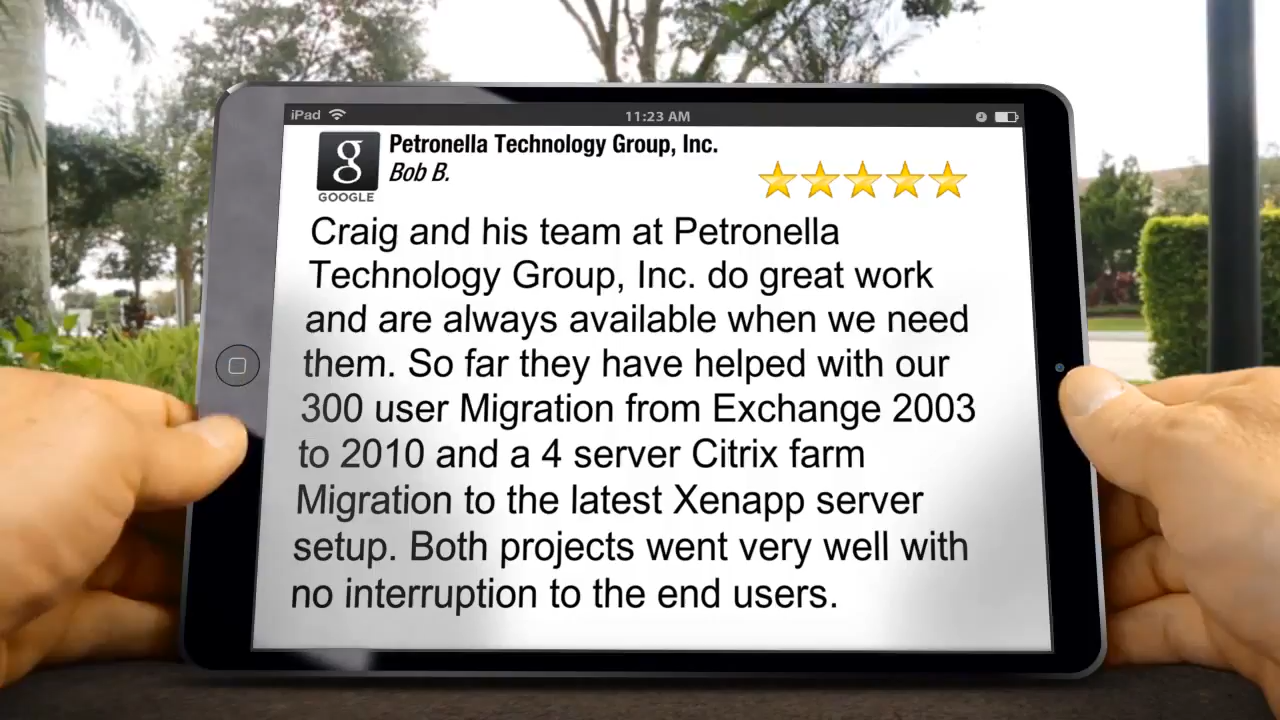 iPad 11:23 AM
g
GOOGLE
Petronella Technology Group, Inc.
Bob B.
Craig and his team at Petronella
Technology Group, Inc. do great work
and are always available when we need
them. So far they have helped with our
300 user Migration from Exchange 2003
to 2010 and a 4 server Citrix farm
Migration to the latest Xenapp server
setup. Both projects went very well with
no interruption to the end users.